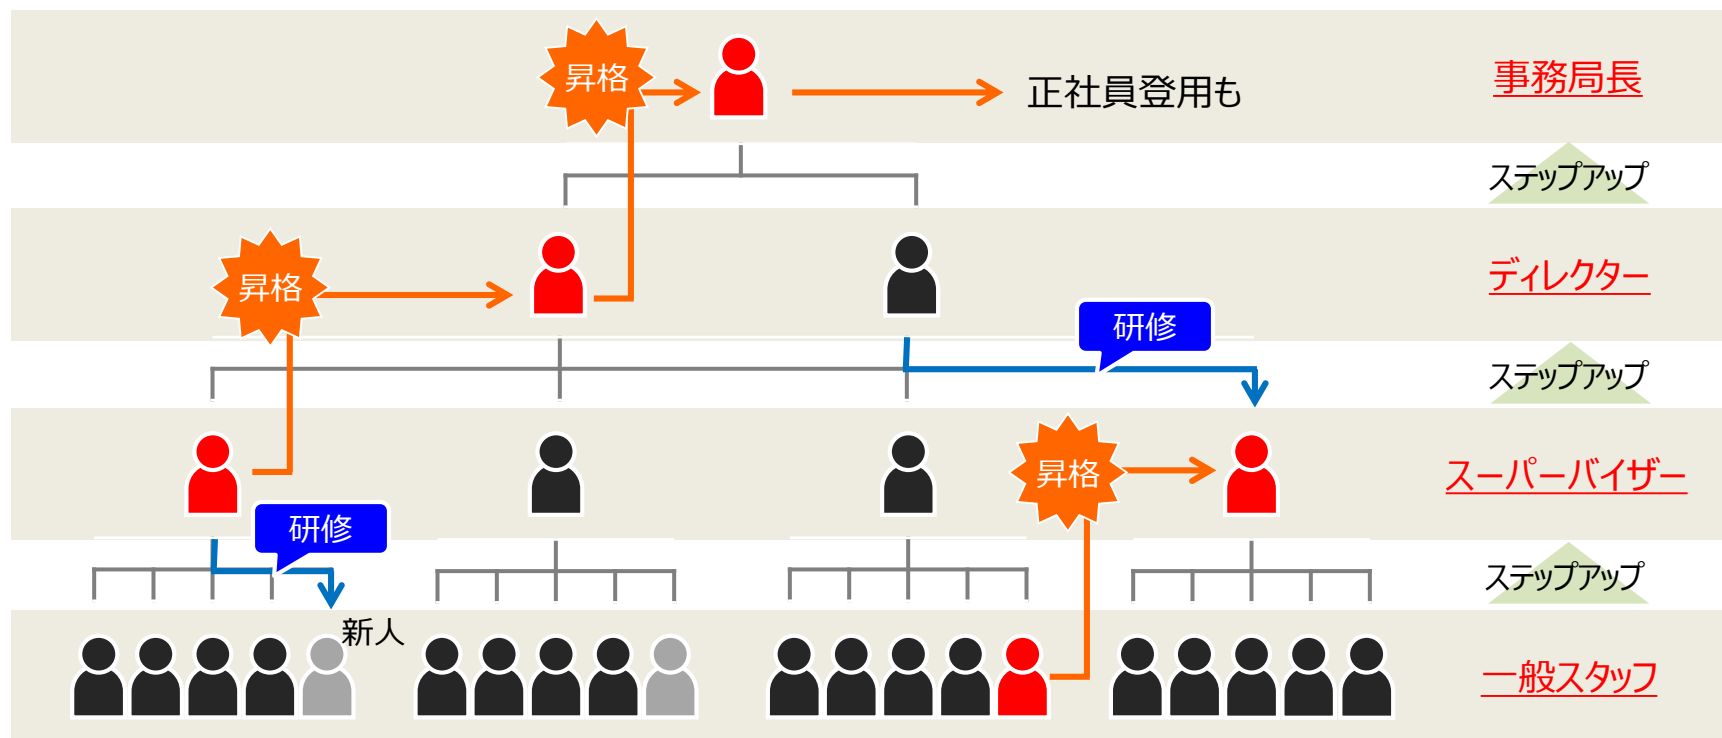 昇格
正社員登用も
事務局長
ステップアップ
昇格
ディレクター
研修
ステップアップ
昇格
スーパーバイザー
研修
ステップアップ
新人
一般スタッフ